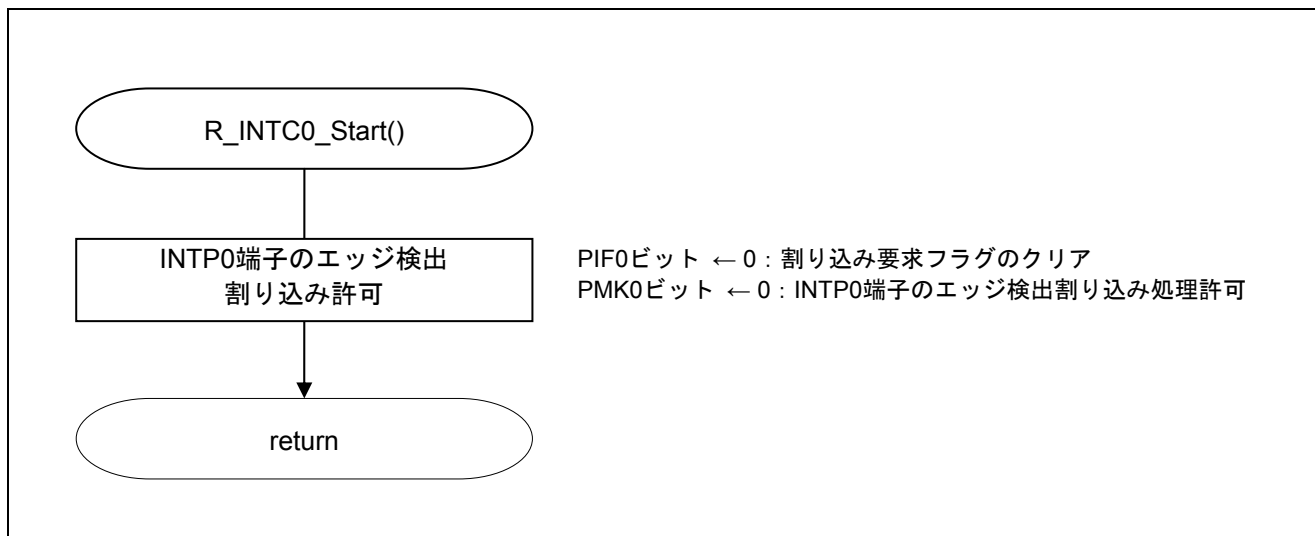 R_INTC0_Start()
INTP0端子のエッジ検出
割り込み許可
PIF0ビット ← 0：割り込み要求フラグのクリア
PMK0ビット ← 0：INTP0端子のエッジ検出割り込み処理許可
return